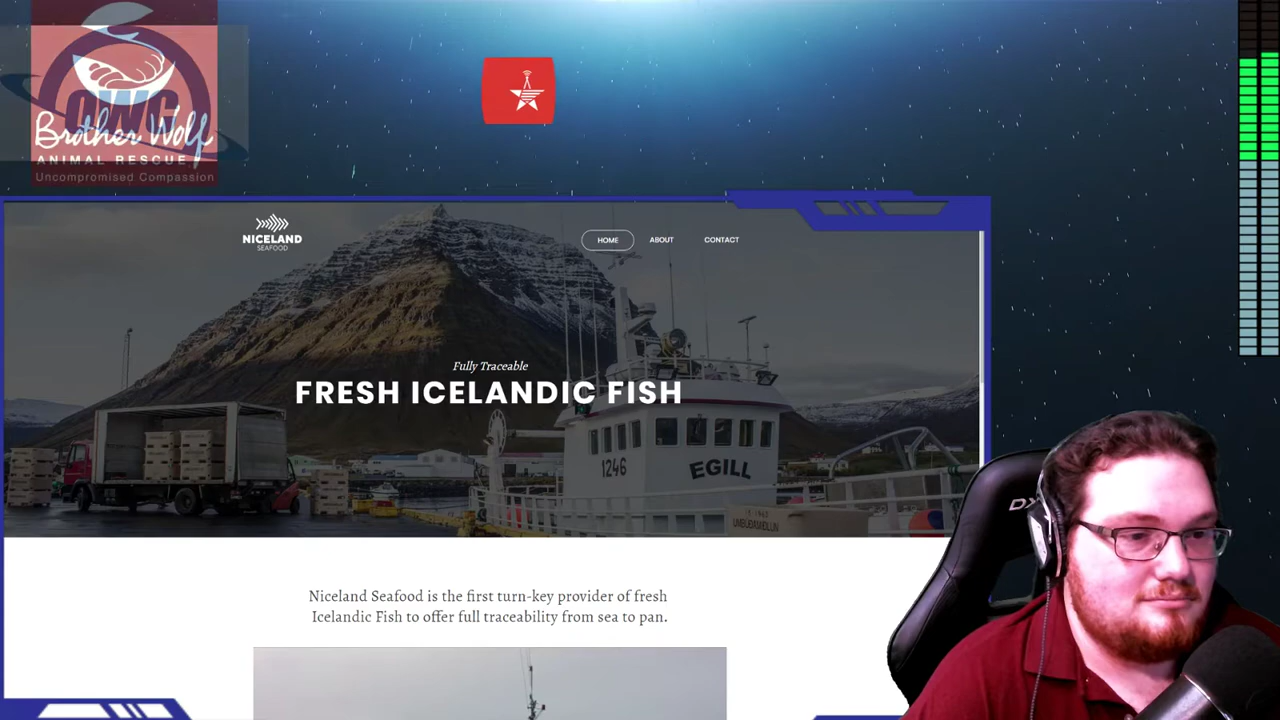 OWG
Brother Wolf
ANIMAL RESCUE
Uncompromised Compassion
NICELAND
SEAFOOD
HOME
ABOUT
CONTACT
Fully Traceable
FRESH ICELANDIC FISH
1246
EGILL
Niceland Seafood is the first turn-key provider of fresh
Icelandic Fish to offer full traceability from sea to pan.
DX